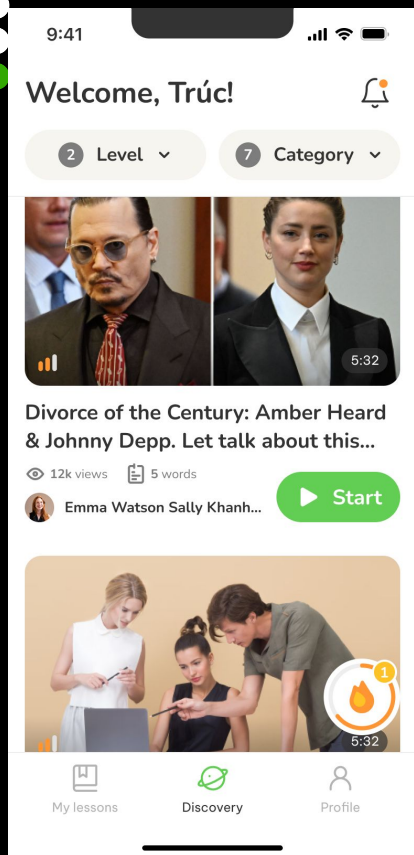 9:41
Welcome, Trúc!
2 Level
7 Category
5:32
Divorce of the Century: Amber Heard
& Johnny Depp. Let talk about this...
12k views 5 words
Emma Watson Sally Khanh...
Start
1
5:32
My lessons Discovery Profile